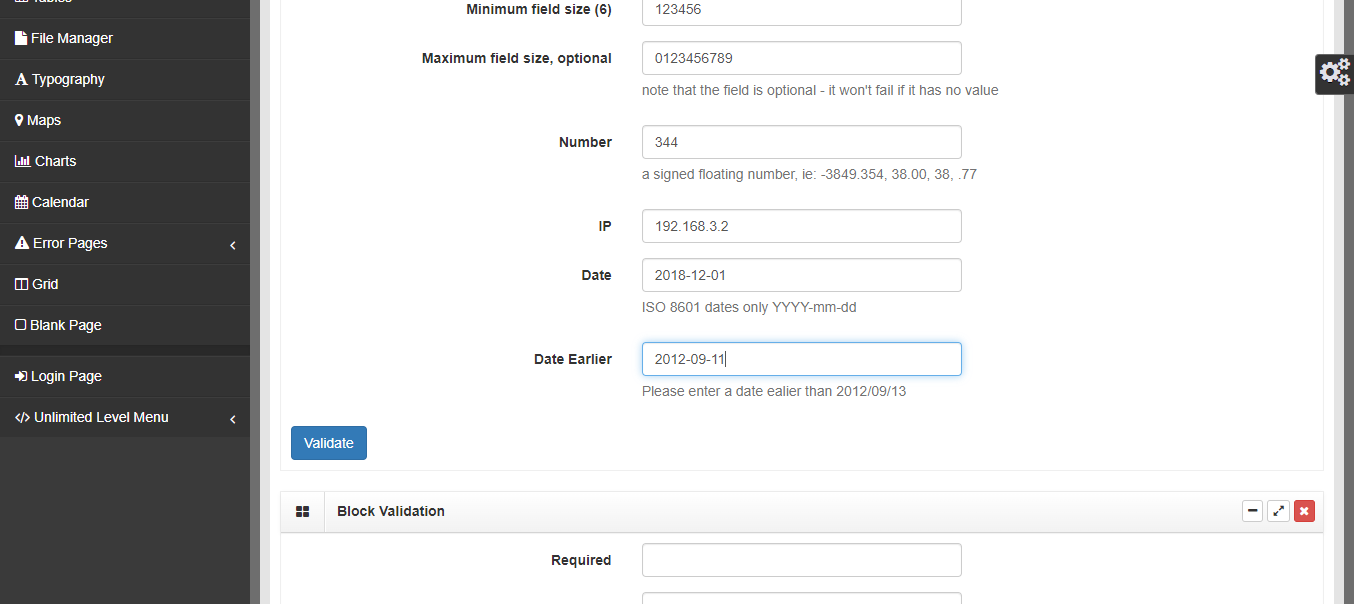 Tables
File Manager
Typography
Maps
Charts
Calendar
Error Pages
Grid
Blank Page
Login Page
Unlimited Level Menu
Minimum field size (6)
123456
Maximum field size, optional
0123456789
note that the field is optional - it won't fail if it has no value
Number
344
a signed floating number, ie: -3849.354, 38.00, 38, .77
IP
192.168.3.2
Date
2018-12-01
ISO 8601 dates only YYYY-mm-dd
Date Earlier
2012-09-11
Please enter a date ealier than 2012/09/13
Validate
Block Validation
Required